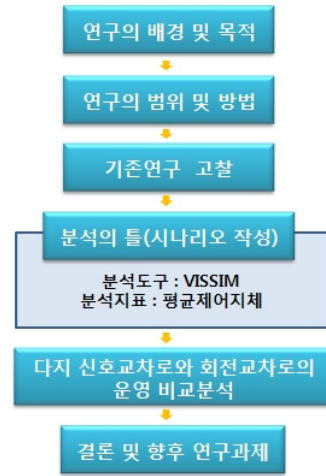 연구의 배경 및 목적
연구의 범위 및 방법
기존연구 고찰
분석의 틀(시나리오 작성)
분석도구 : VISSIM
분석지표 : 평균제어지체
다지 신호교차로와 회전교차로의
운영 비교분석
결론 및 향후 연구과제